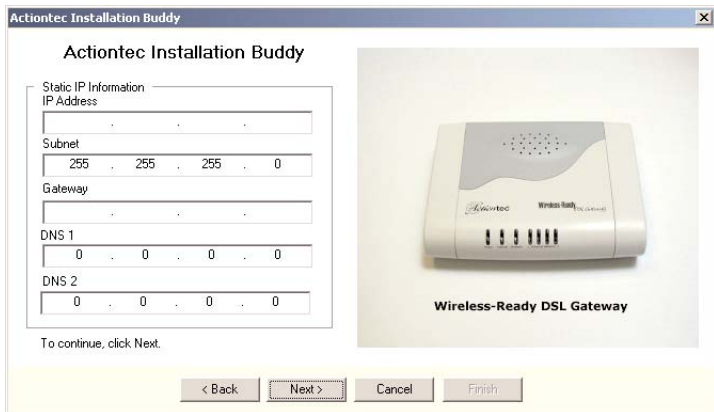 Actiontec Installation Buddy
Actiontec Installation Buddy
Static IP Information
IP Address
. . .
Subnet
255 . 255 . 255 . 0
Gateway
. . .
DNS 1
0 . 0 . 0 . 0
DNS 2
0 . 0 . 0 . 0
To continue, click Next.
Actiontec Wireless-Ready DSL Gateway
Wireless-Ready DSL Gateway
< Back Next > Cancel Finish